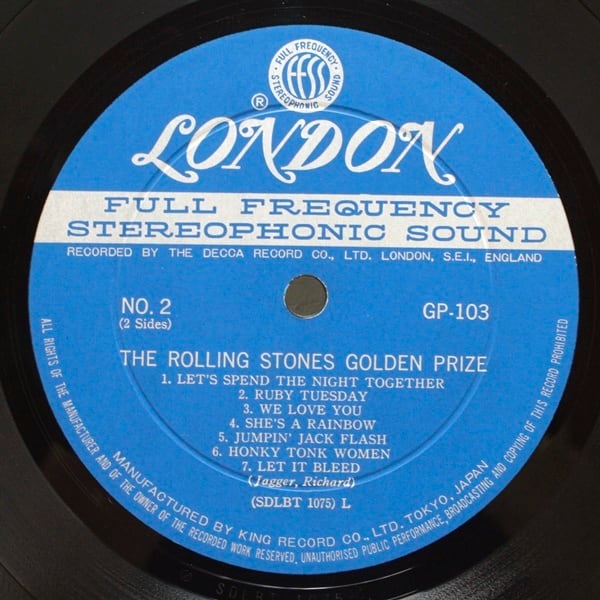 FULL FREQUENCY
FFSS
STEREOPHONIC SOUND
® LONDON
FULL FREQUENCY
STEREOPHONIC SOUND
RECORDED BY THE DECCA RECORD CO., LTD. LONDON, S.E.I., ENGLAND
NO. 2 GP-103
(2 Sides)
THE ROLLING STONES GOLDEN PRIZE
1. LET'S SPEND THE NIGHT TOGETHER
2. RUBY TUESDAY
3. WE LOVE YOU
4. SHE'S A RAINBOW
5. JUMPIN' JACK FLASH
6. HONKY TONK WOMEN
7. LET IT BLEED
(Jagger, Richard)
(SDLBT 1075) L
MANUFACTURED BY KING RECORD CO., LTD. TOKYO, JAPAN
ALL RIGHTS OF THE MANUFACTURER AND OF THE OWNER OF THE RECORDED WORK RESERVED, UNAUTHORISED PUBLIC PERFORMANCE, BROADCASTING AND COPYING OF THIS RECORD PROHIBITED